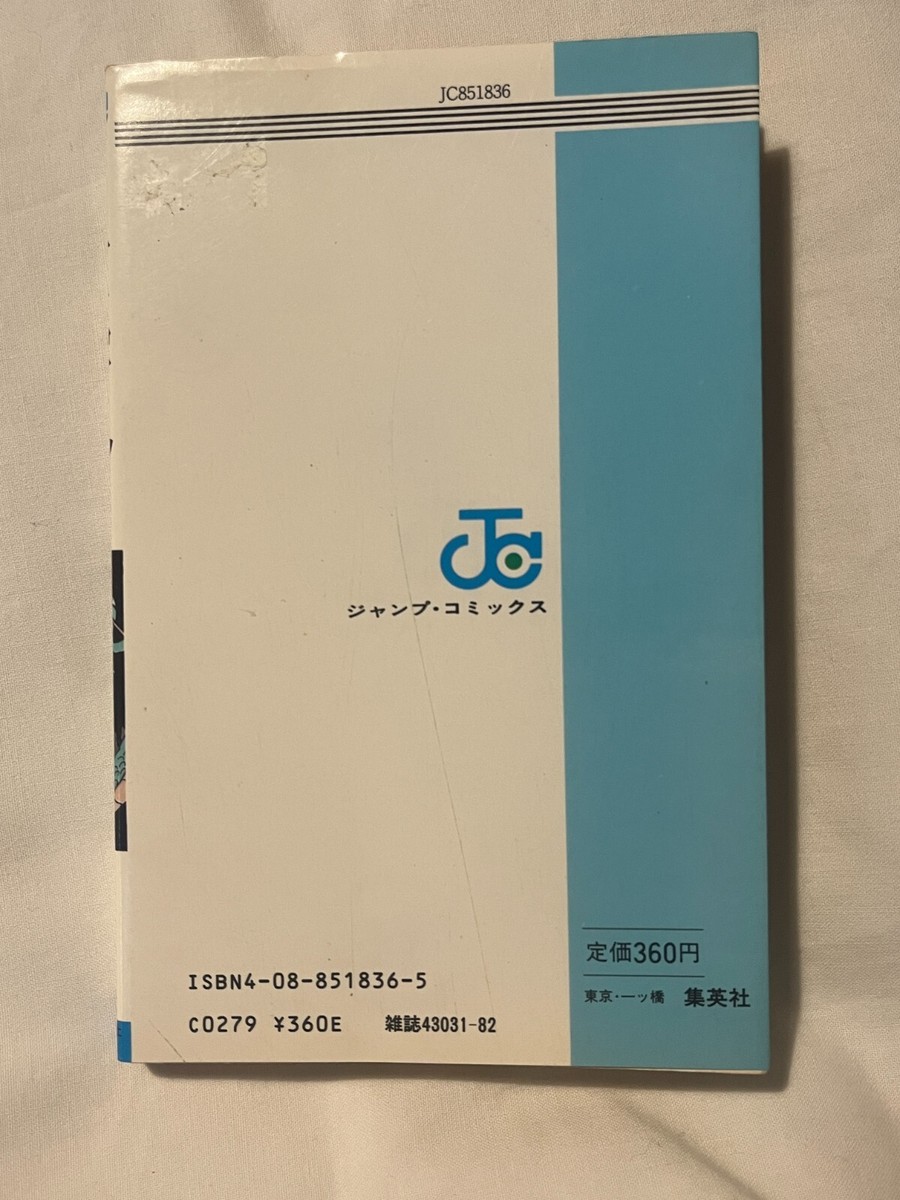 JC851836
JC
ジャンプ・コミックス
定価360円
東京・一ツ橋 集英社
ISBN4-08-851836-5
C0279 ¥360E 雑誌43031-82